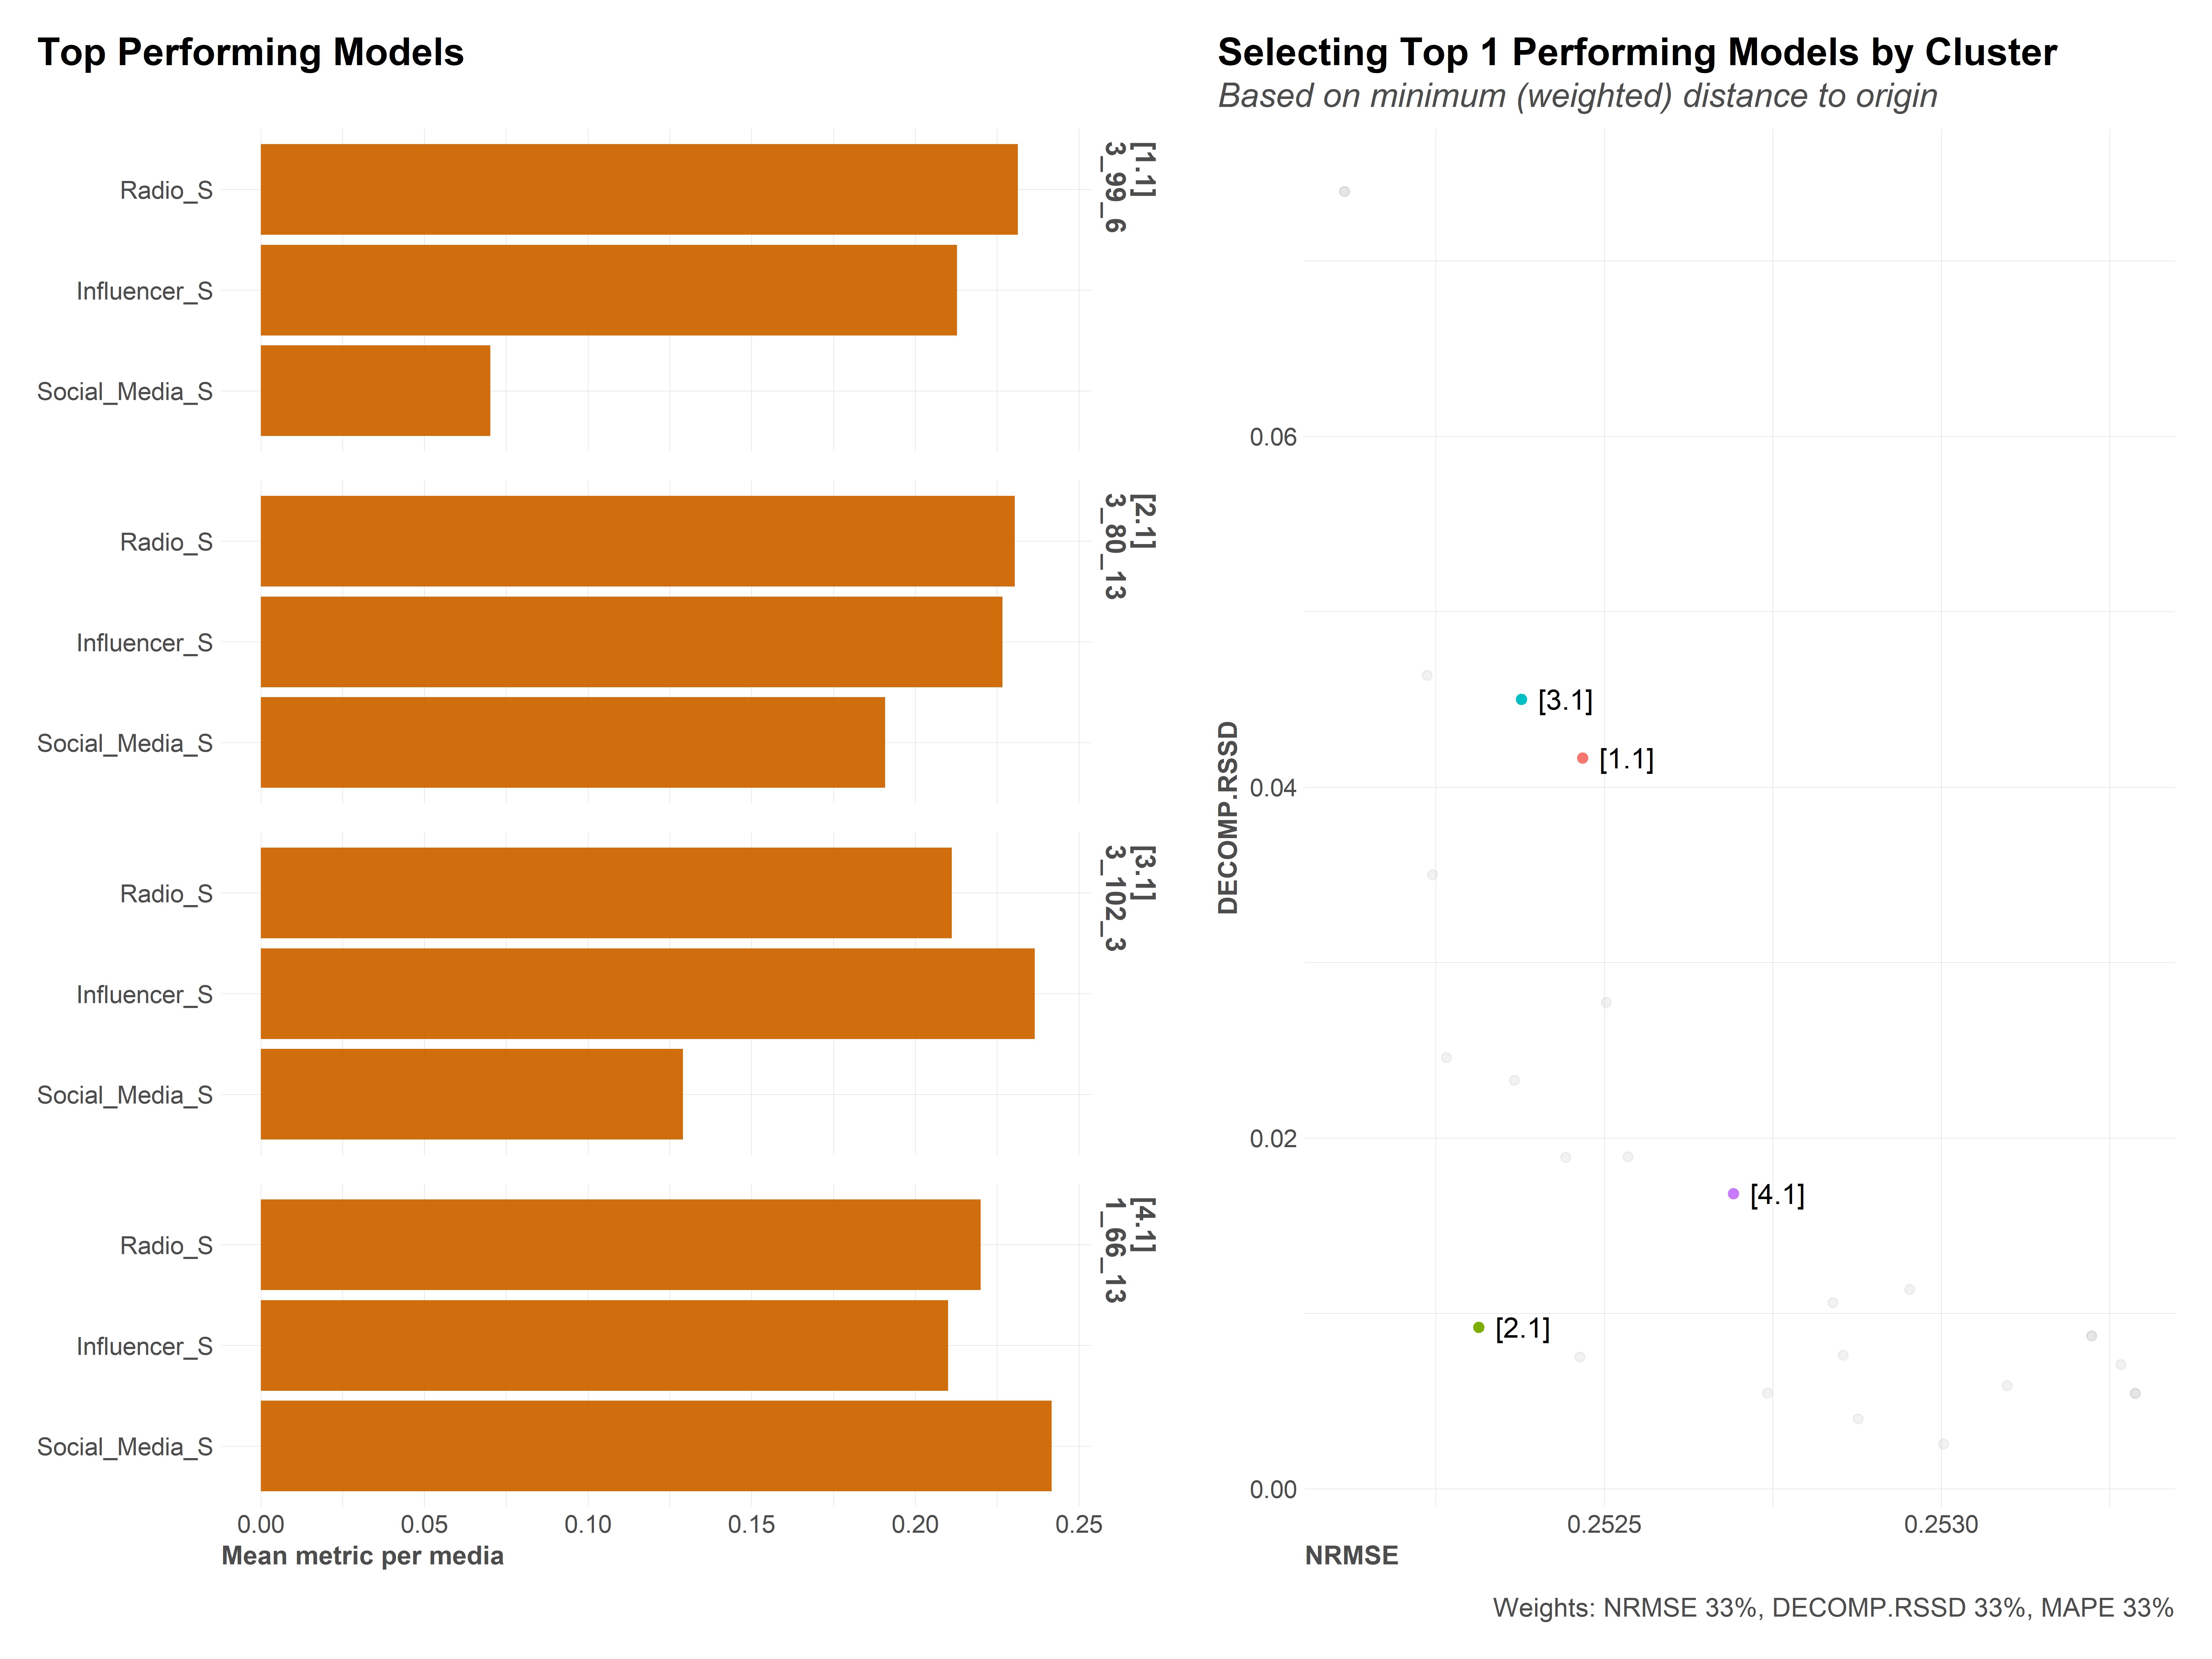 Top Performing Models
Radio_S
Influencer_S
Social_Media_S
[1.1]
3_99_6
Radio_S
Influencer_S
Social_Media_S
[2.1]
3_80_13
Radio_S
Influencer_S
Social_Media_S
[3.1]
3_102_3
Radio_S
Influencer_S
Social_Media_S
[4.1]
1_66_13
0.00 0.05 0.10 0.15 0.20 0.25
Mean metric per media
Selecting Top 1 Performing Models by Cluster
Based on minimum (weighted) distance to origin
DECOMP.RSSD
0.06
[3.1]
[1.1]
0.04
0.02
[4.1]
[2.1]
0.00
0.2525 0.2530
NRMSE
Weights: NRMSE 33%, DECOMP.RSSD 33%, MAPE 33%